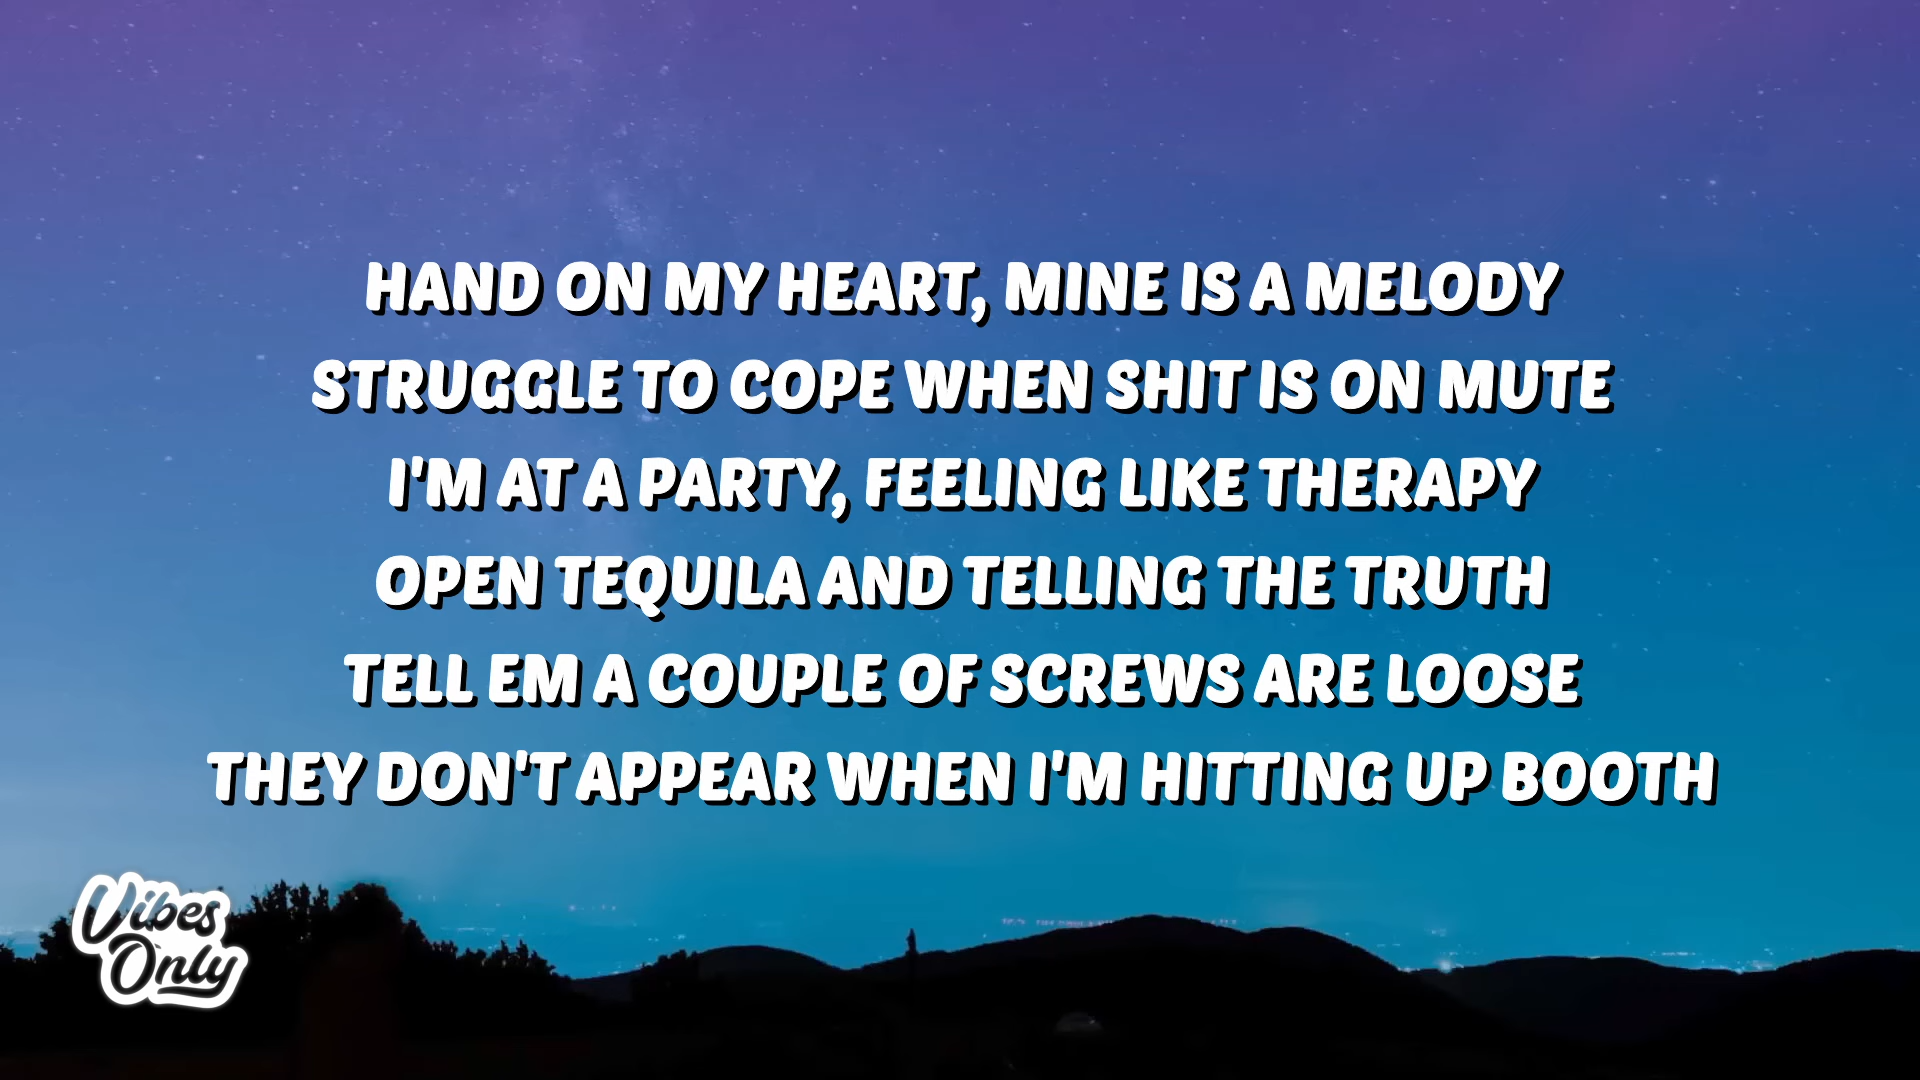 HAND ON MY HEART, MINE IS A MELODY
STRUGGLE TO COPE WHEN SHIT IS ON MUTE
I'M AT A PARTY, FEELING LIKE THERAPY
OPEN TEQUILA AND TELLING THE TRUTH
TELL EM A COUPLE OF SCREWS ARE LOOSE
THEY DON'T APPEAR WHEN I'M HITTING UP BOOTH
Vibes
Only